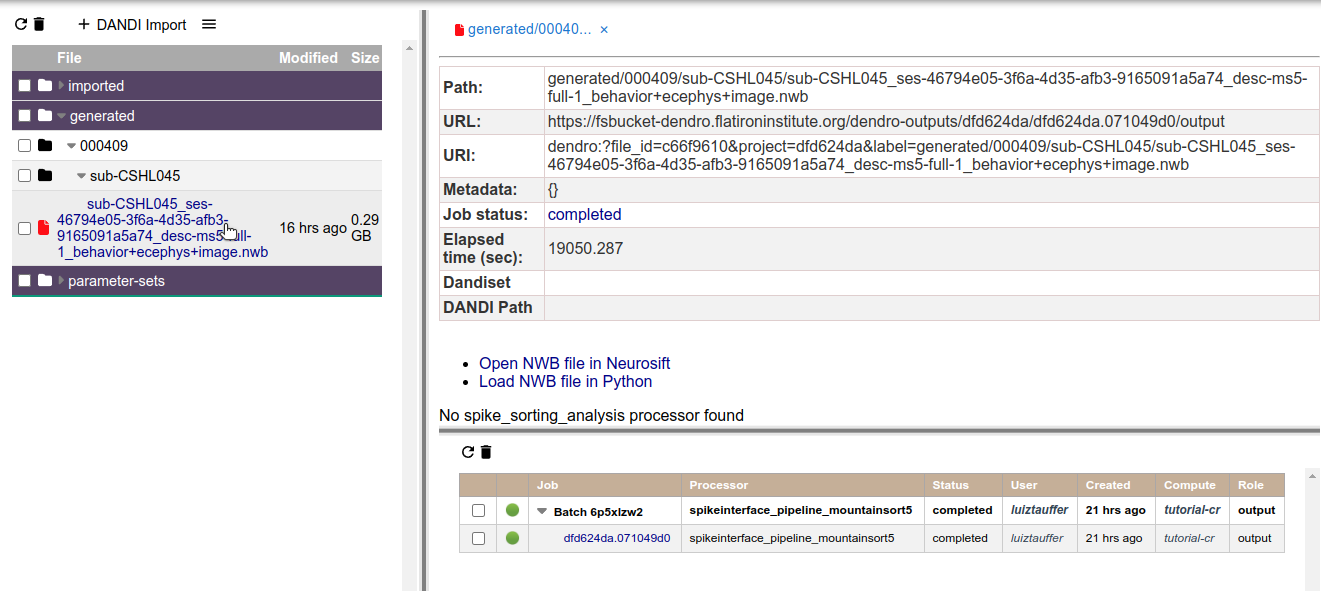 DANDI Import
File Modified Size
imported
generated
000409
sub-CSHL045
sub-CSHL045_ses-
46794e05-3f6a-4d35-afb3-
9165091a5a74_desc-ms5-full-
1_behavior+ecephys+image.nwb
16 hrs ago
0.29
GB
parameter-sets
generated/00040... ×
Path: generated/000409/sub-CSHL045/sub-CSHL045_ses-46794e05-3f6a-4d35-afb3-9165091a5a74_desc-ms5-
full-1_behavior+ecephys+image.nwb
URL: https://fsbucket-dendro.flatironinstitute.org/dendro-outputs/dfd624da/dfd624da.071049d0/output
URI: dendro:?file_id=c66f9610&project=dfd624da&label=generated/000409/sub-CSHL045/sub-CSHL045_ses-
46794e05-3f6a-4d35-afb3-9165091a5a74_desc-ms5-full-1_behavior+ecephys+image.nwb
Metadata: {}
Job status: completed
Elapsed
time (sec): 19050.287
Dandiset
DANDI Path
• Open NWB file in Neurosift
• Load NWB file in Python
No spike_sorting_analysis processor found
Job Processor Status User Created Compute Role
Batch 6p5xlzw2 spikeinterface_pipeline_mountainsort5 completed luiztauffer 21 hrs ago tutorial-cr output
dfd624da.071049d0 spikeinterface_pipeline_mountainsort5 completed luiztauffer 21 hrs ago tutorial-cr output